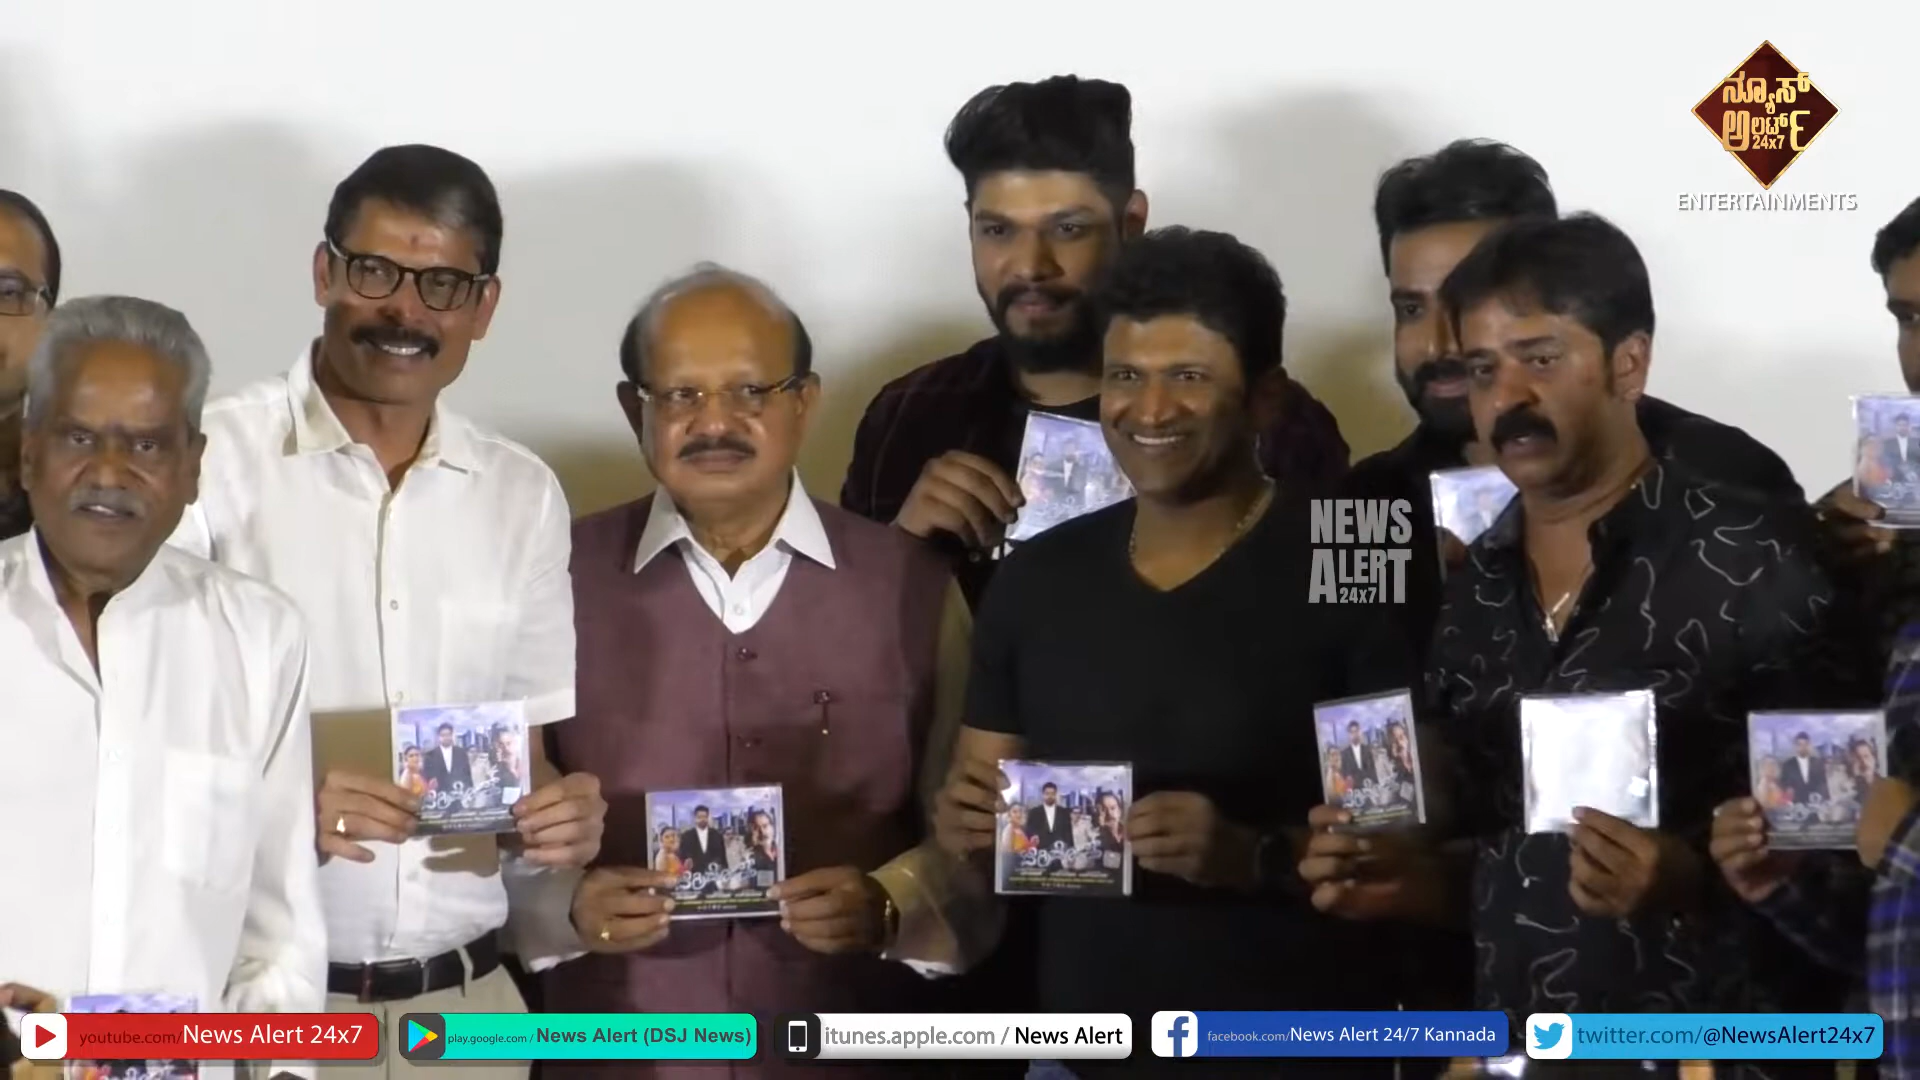 ನ್ಯೂಸ್
ಅಲರ್ಟ್
24x7
ENTERTAINMENTS
NEWS
ALERT
24x7
youtube.com/News Alert 24x7
play.google.com / News Alert (DSJ News)
itunes.apple.com / News Alert
facebook.com/News Alert 24/7 Kannada
twitter.com/@NewsAlert24x7